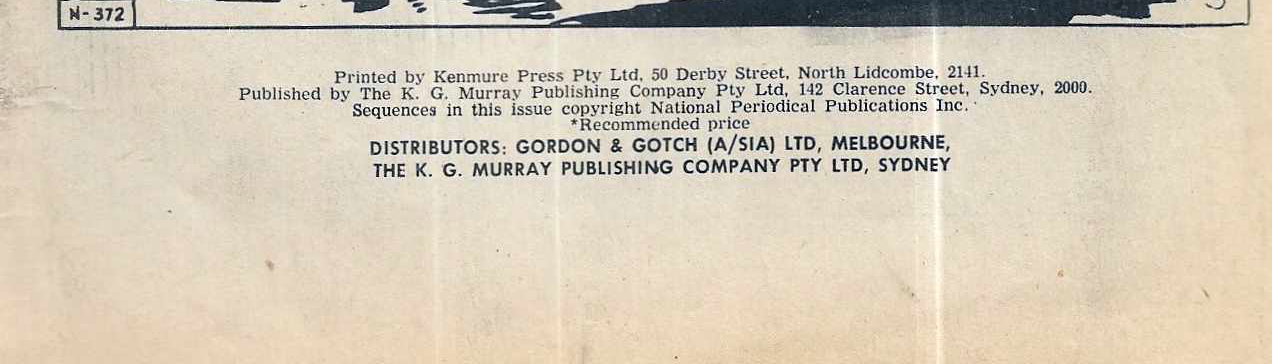 N-372
Printed by Kenmure Press Pty Ltd, 50 Derby Street, North Lidcombe, 2141.
Published by The K. G. Murray Publishing Company Pty Ltd, 142 Clarence Street, Sydney, 2000.
Sequences in this issue copyright National Periodical Publications Inc.
*Recommended price
DISTRIBUTORS: GORDON & GOTCH (A/SIA) LTD, MELBOURNE,
THE K. G. MURRAY PUBLISHING COMPANY PTY LTD, SYDNEY